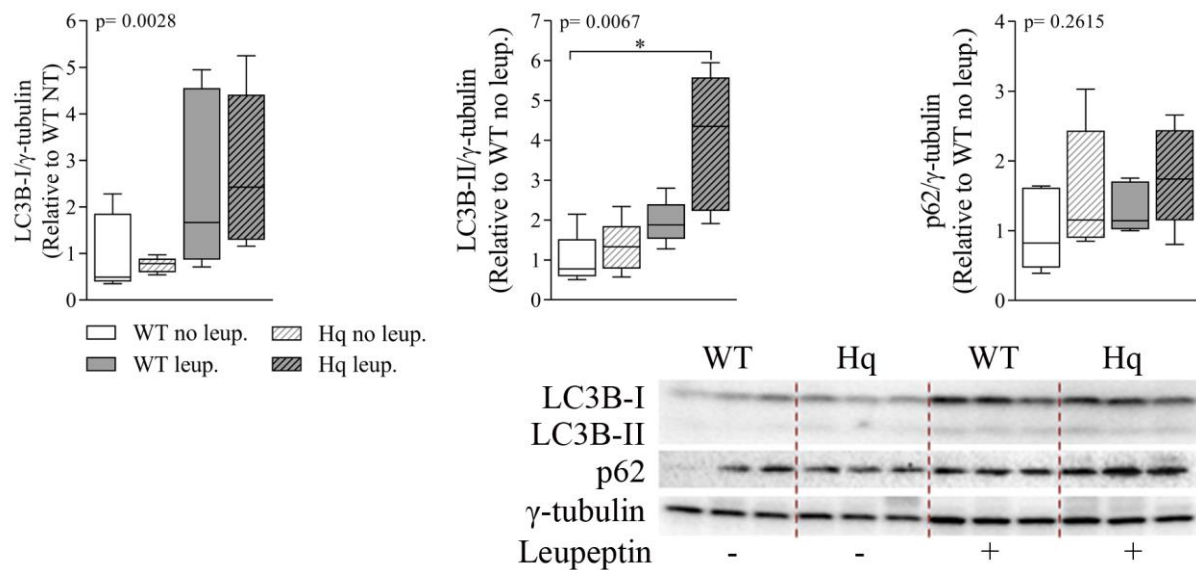 p= 0.0028
LC3B-I/γ-tubulin
(Relative to WT NT)
6
5
4
3
2
1
0
p= 0.0067
*
LC3B-II/γ-tubulin
(Relative to WT no leup.)
7
6
5
4
3
2
1
0
p= 0.2615
p62/γ-tubulin
(Relative to WT no leup.)
4
3
2
1
0
WT no leup. Hq no leup.
WT leup. Hq leup.
WT Hq WT Hq
LC3B-I
LC3B-II
p62
γ-tubulin
Leupeptin - - + +